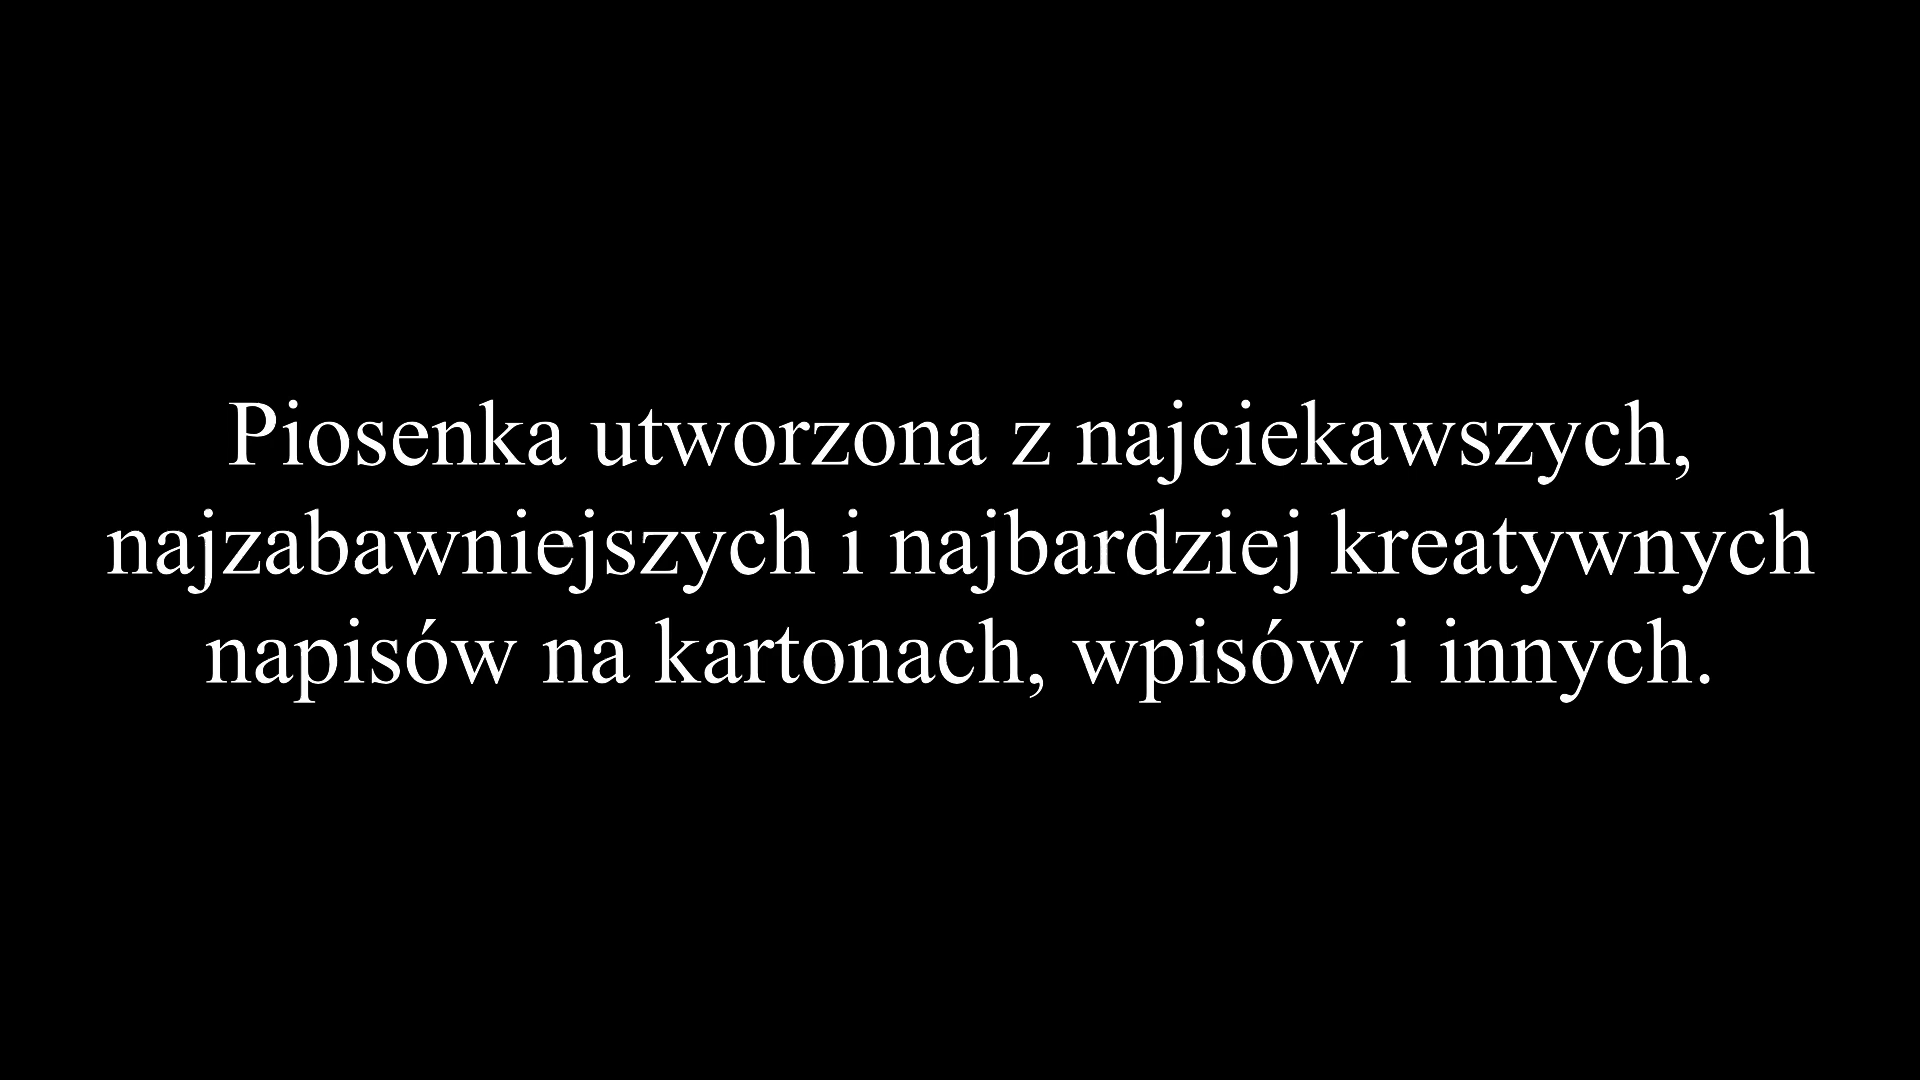 Piosenka utworzona z najciekawszych,
najzabawniejszych i najbardziej kreatywnych
napisów na kartonach, wpisów i innych.